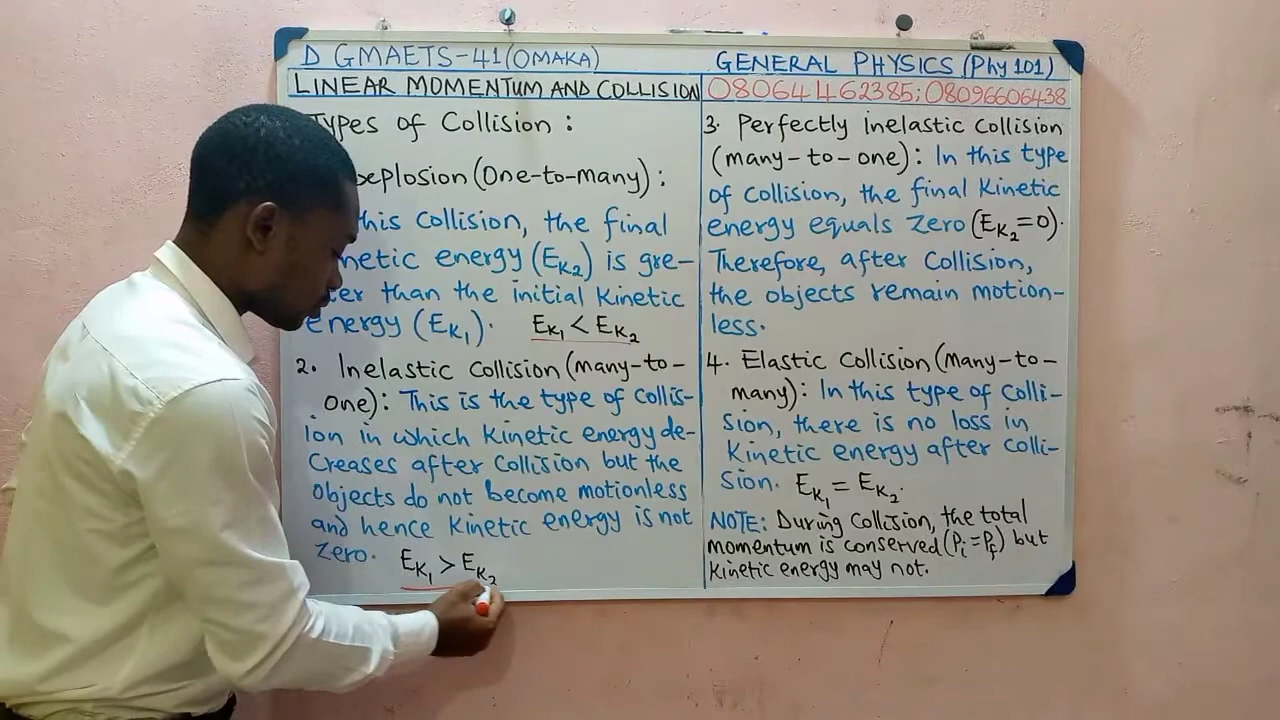 D GMAETS-41(OMAKA)
GENERAL PHYSICS (Phy 101)
LINEAR MOMENTUM AND COLLISION
08064462385; 08096606438
Types of Collision:
(One-to-many):
this Collision, the final
energy (EK₂) is gre-
than the initial Kinetic
energy (EK₁). EK₁ < EK₂
2. Inelastic Collision (many-to-
one): This is the type of Collis-
ion in which Kinetic energy de-
creases after Collision but the
objects do not become motionless
and hence Kinetic energy is not
zero. EK₁ > EK₂
3. Perfectly inelastic Collision
(many-to-one): In this type
of Collision, the final Kinetic
energy equals Zero (EK₂=0).
Therefore, after Collision,
the objects remain motion-
less.
4. Elastic Collision (many-to-
many): In this type of Colli-
sion, there is no loss in
Kinetic energy after colli-
sion. EK₁ = EK₂.
NOTE: During Collision, the total
momentum is conserved (Pi=Pf) but
kinetic energy may not.